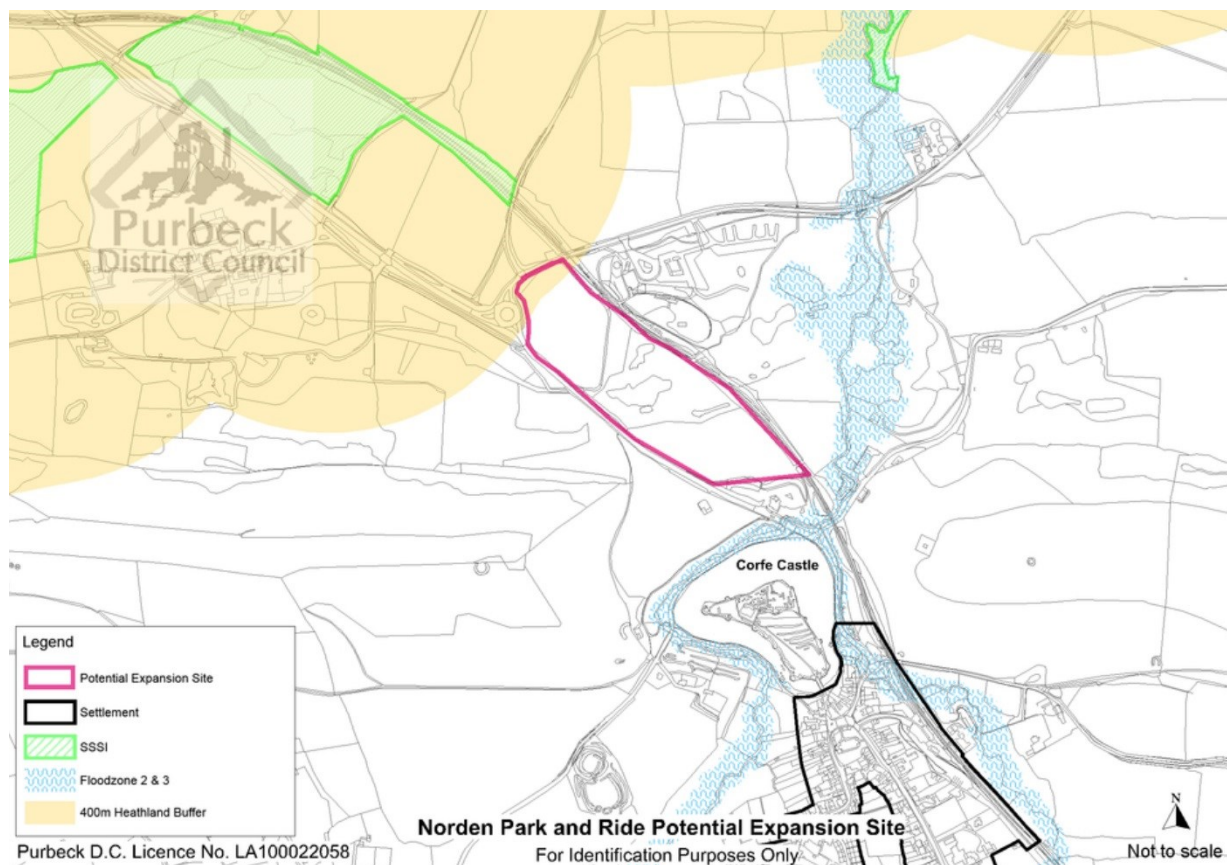 Purbeck
District Council
Corfe Castle
Legend
Potential Expansion Site
Settlement
SSSI
Floodzone 2 & 3
400m Heathland Buffer
N
Norden Park and Ride Potential Expansion Site
Purbeck D.C. Licence No. LA100022058
For Identification Purposes Only
Not to scale